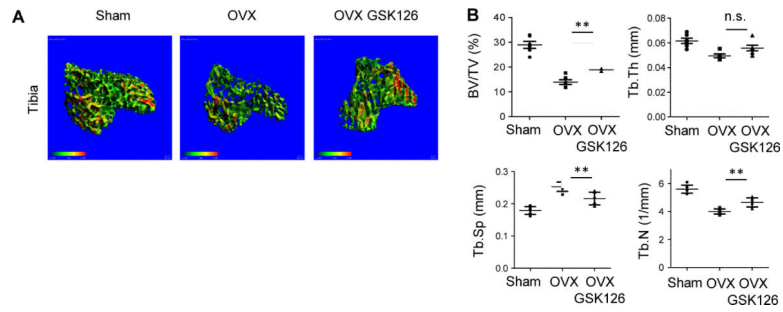 A
Sham
OVX
OVX GSK126
Tibia
B
BV/TV (%)
40
30
20
10
0
**
Sham
OVX
OVX
GSK126
Tb.Th (mm)
0.08
0.06
0.04
0.02
0.00
n.s.
Sham
OVX
OVX
GSK126
Tb.Sp (mm)
0.3
0.2
0.1
0.0
**
Sham
OVX
OVX
GSK126
Tb.N (1/mm)
6
4
2
0
**
Sham
OVX
OVX
GSK126